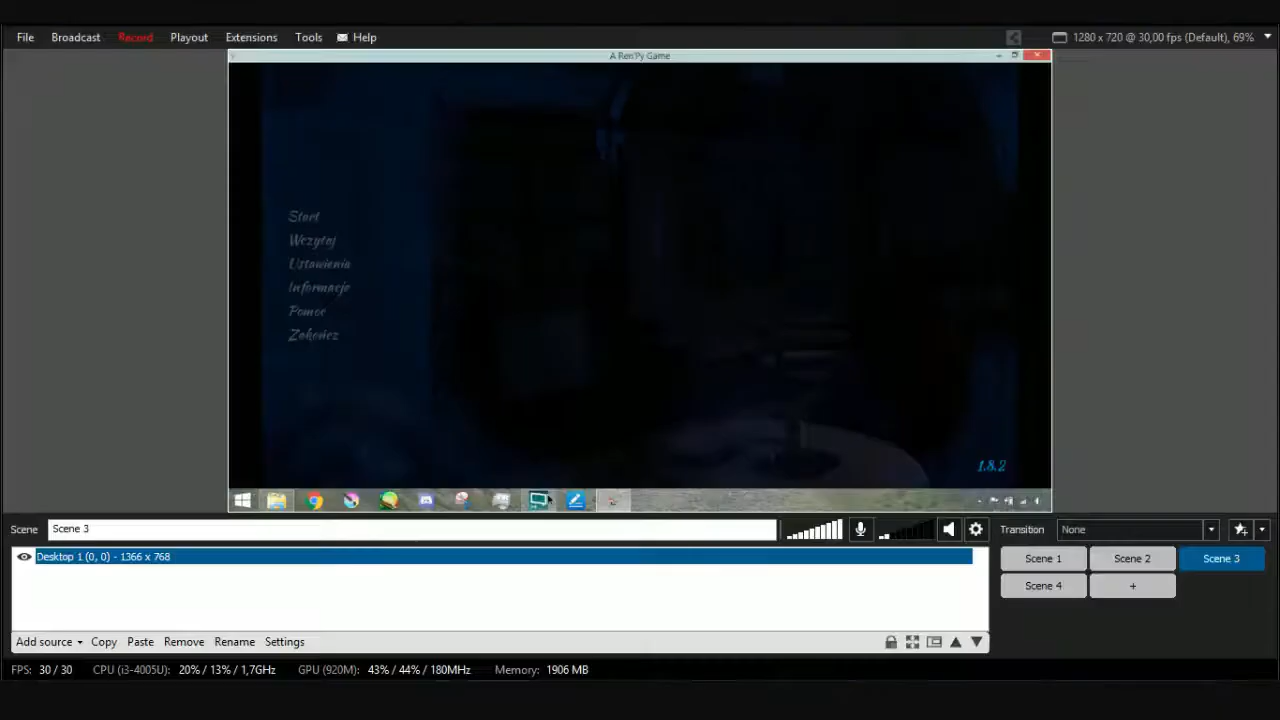 File Broadcast Record Playout Extensions Tools Help 1280 x 720 @ 30,00 fps (Default), 69%
A Ren'Py Game
Start
Wczytaj
Ustawienia
Informacje
Pomoc
Zakończ
1.8.2
Scene Scene 3 Transition None
Desktop 1 (0, 0) - 1366 x 768
Scene 1 Scene 2 Scene 3
Scene 4 +
Add source Copy Paste Remove Rename Settings
FPS: 30 / 30 CPU (i3-4005U): 20% / 13% / 1,7GHz GPU (920M): 43% / 44% / 180MHz Memory: 1906 MB